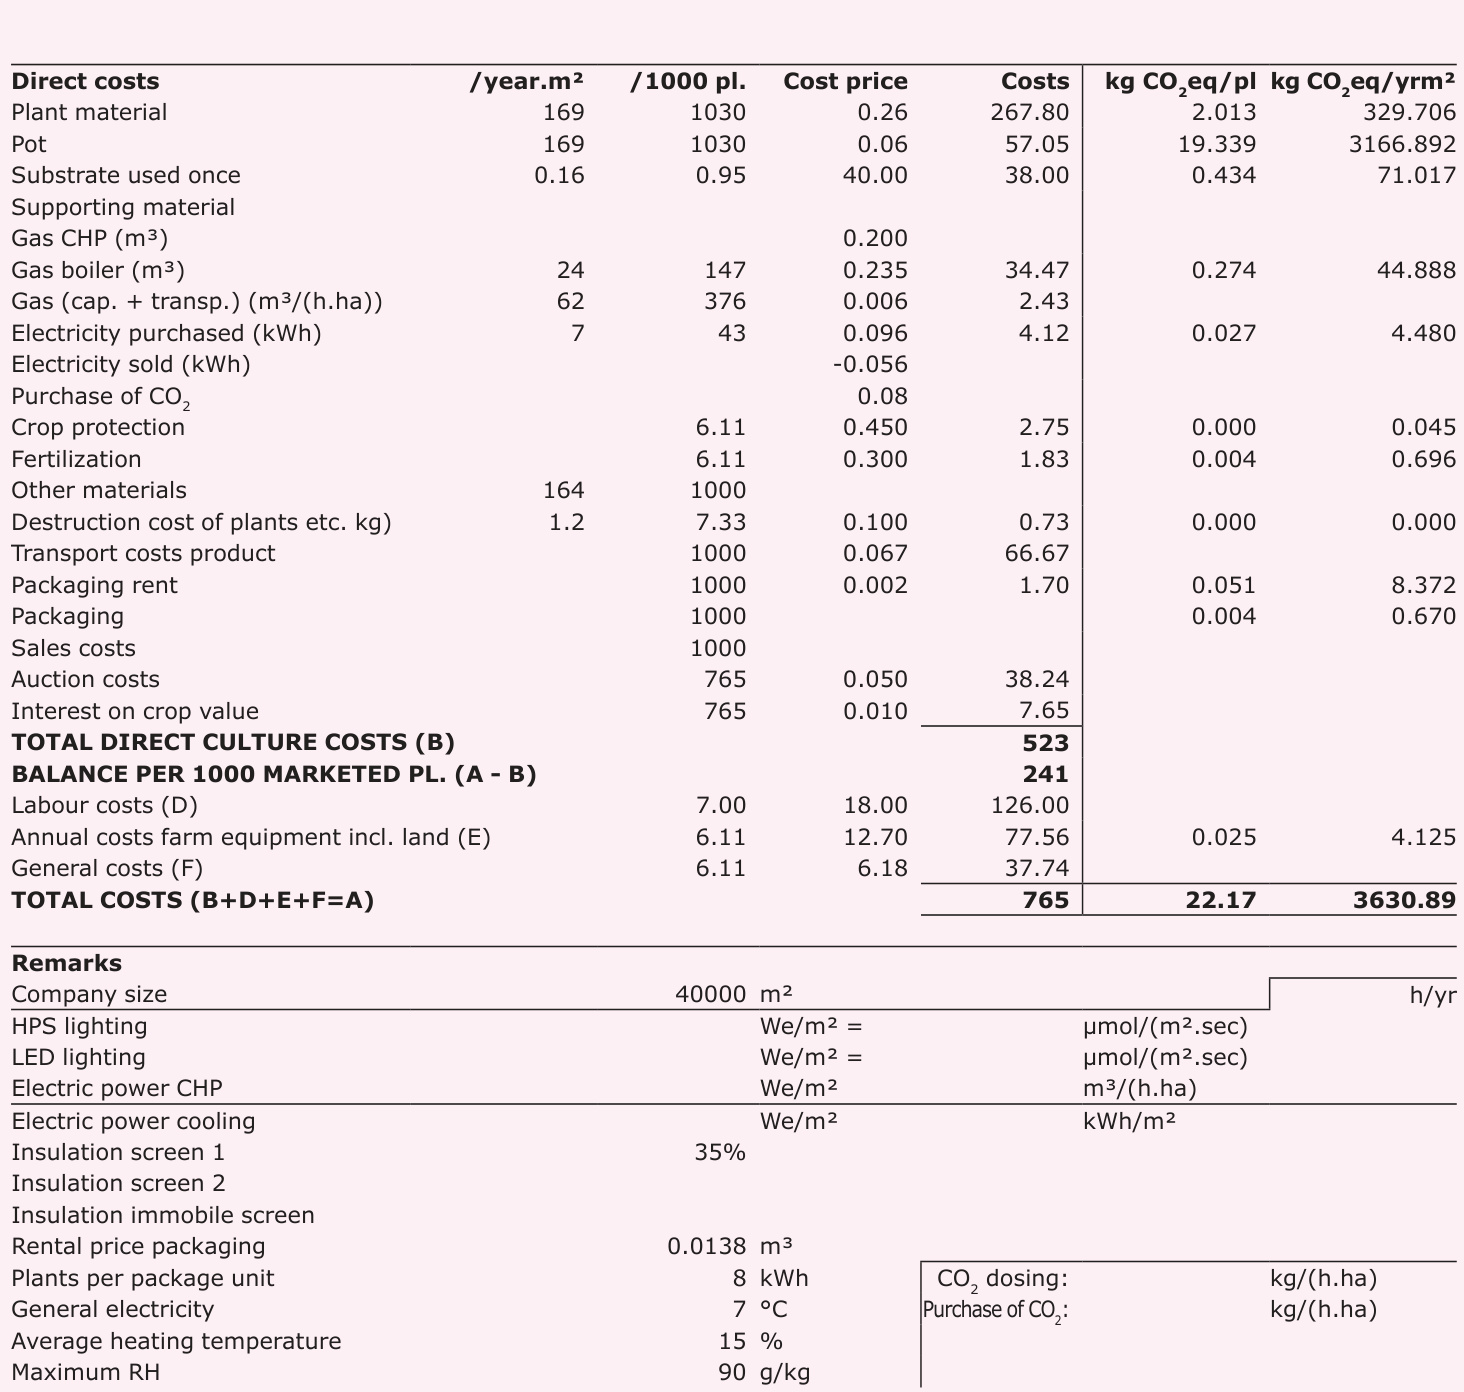 Direct costs /year.m² /1000 pl. Cost price Costs kg CO₂eq/pl kg CO₂eq/yrm²
Plant material 169 1030 0.26 267.80 2.013 329.706
Pot 169 1030 0.06 57.05 19.339 3166.892
Substrate used once 0.16 0.95 40.00 38.00 0.434 71.017
Supporting material
Gas CHP (m³) 0.200
Gas boiler (m³) 24 147 0.235 34.47 0.274 44.888
Gas (cap. + transp.) (m³/(h.ha)) 62 376 0.006 2.43
Electricity purchased (kWh) 7 43 0.096 4.12 0.027 4.480
Electricity sold (kWh) -0.056
Purchase of CO₂ 0.08
Crop protection 6.11 0.450 2.75 0.000 0.045
Fertilization 6.11 0.300 1.83 0.004 0.696
Other materials 164 1000
Destruction cost of plants etc. kg) 1.2 7.33 0.100 0.73 0.000 0.000
Transport costs product 1000 0.067 66.67
Packaging rent 1000 0.002 1.70 0.051 8.372
Packaging 1000 0.004 0.670
Sales costs 1000
Auction costs 765 0.050 38.24
Interest on crop value 765 0.010 7.65
TOTAL DIRECT CULTURE COSTS (B) 523
BALANCE PER 1000 MARKETED PL. (A - B) 241
Labour costs (D) 7.00 18.00 126.00
Annual costs farm equipment incl. land (E) 6.11 12.70 77.56 0.025 4.125
General costs (F) 6.11 6.18 37.74
TOTAL COSTS (B+D+E+F=A) 765 22.17 3630.89
Remarks
Company size 40000 m² h/yr
HPS lighting We/m² = µmol/(m².sec)
LED lighting We/m² = µmol/(m².sec)
Electric power CHP We/m² m³/(h.ha)
Electric power cooling We/m² kWh/m²
Insulation screen 1 35%
Insulation screen 2
Insulation immobile screen
Rental price packaging 0.0138 m³
Plants per package unit 8 kWh CO₂ dosing: kg/(h.ha)
General electricity 7 °C Purchase of CO₂: kg/(h.ha)
Average heating temperature 15 %
Maximum RH 90 g/kg